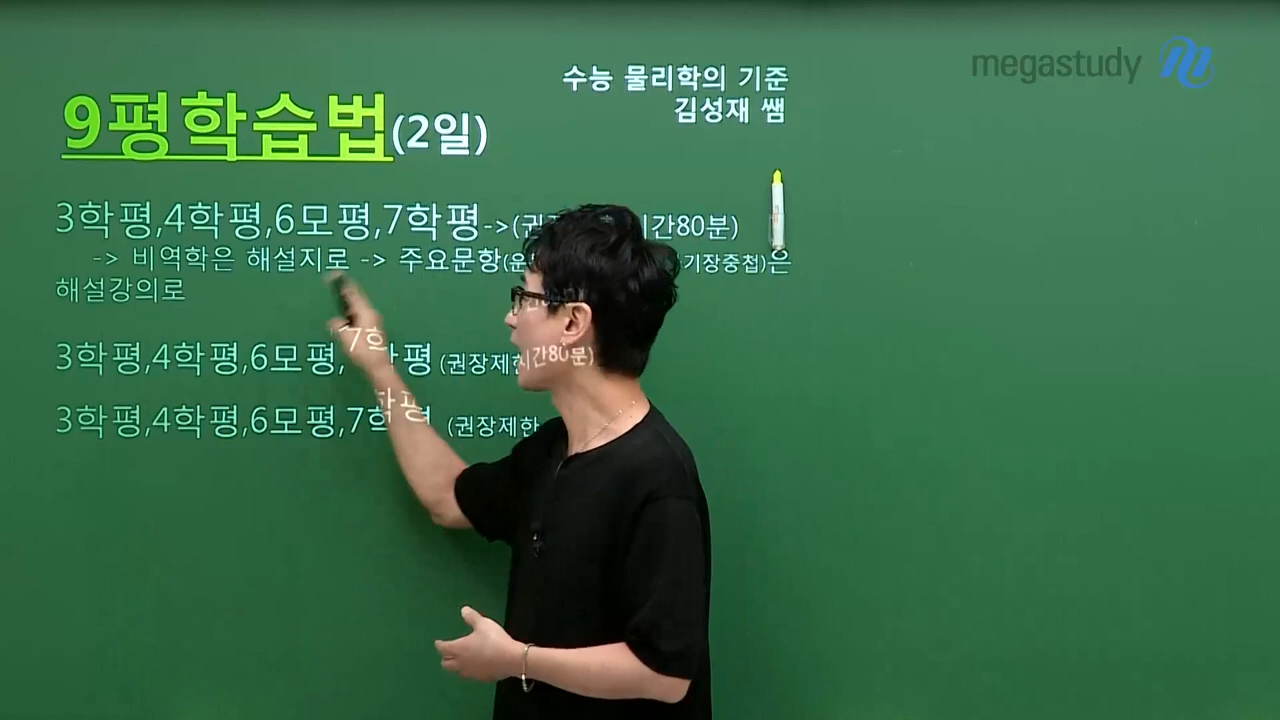 megastudy
수능 물리학의 기준
김성재 쌤
9평학습법(2일)
3학평,4학평,6모평,7학평->(권 시간80분)
-> 비역학은 해설지로 -> 주요문항( 기장중첩)은
해설강의로
3학평,4학평,6모평,7학평 (권장제한시간80분)
3학평,4학평,6모평,7학평 (권장제한